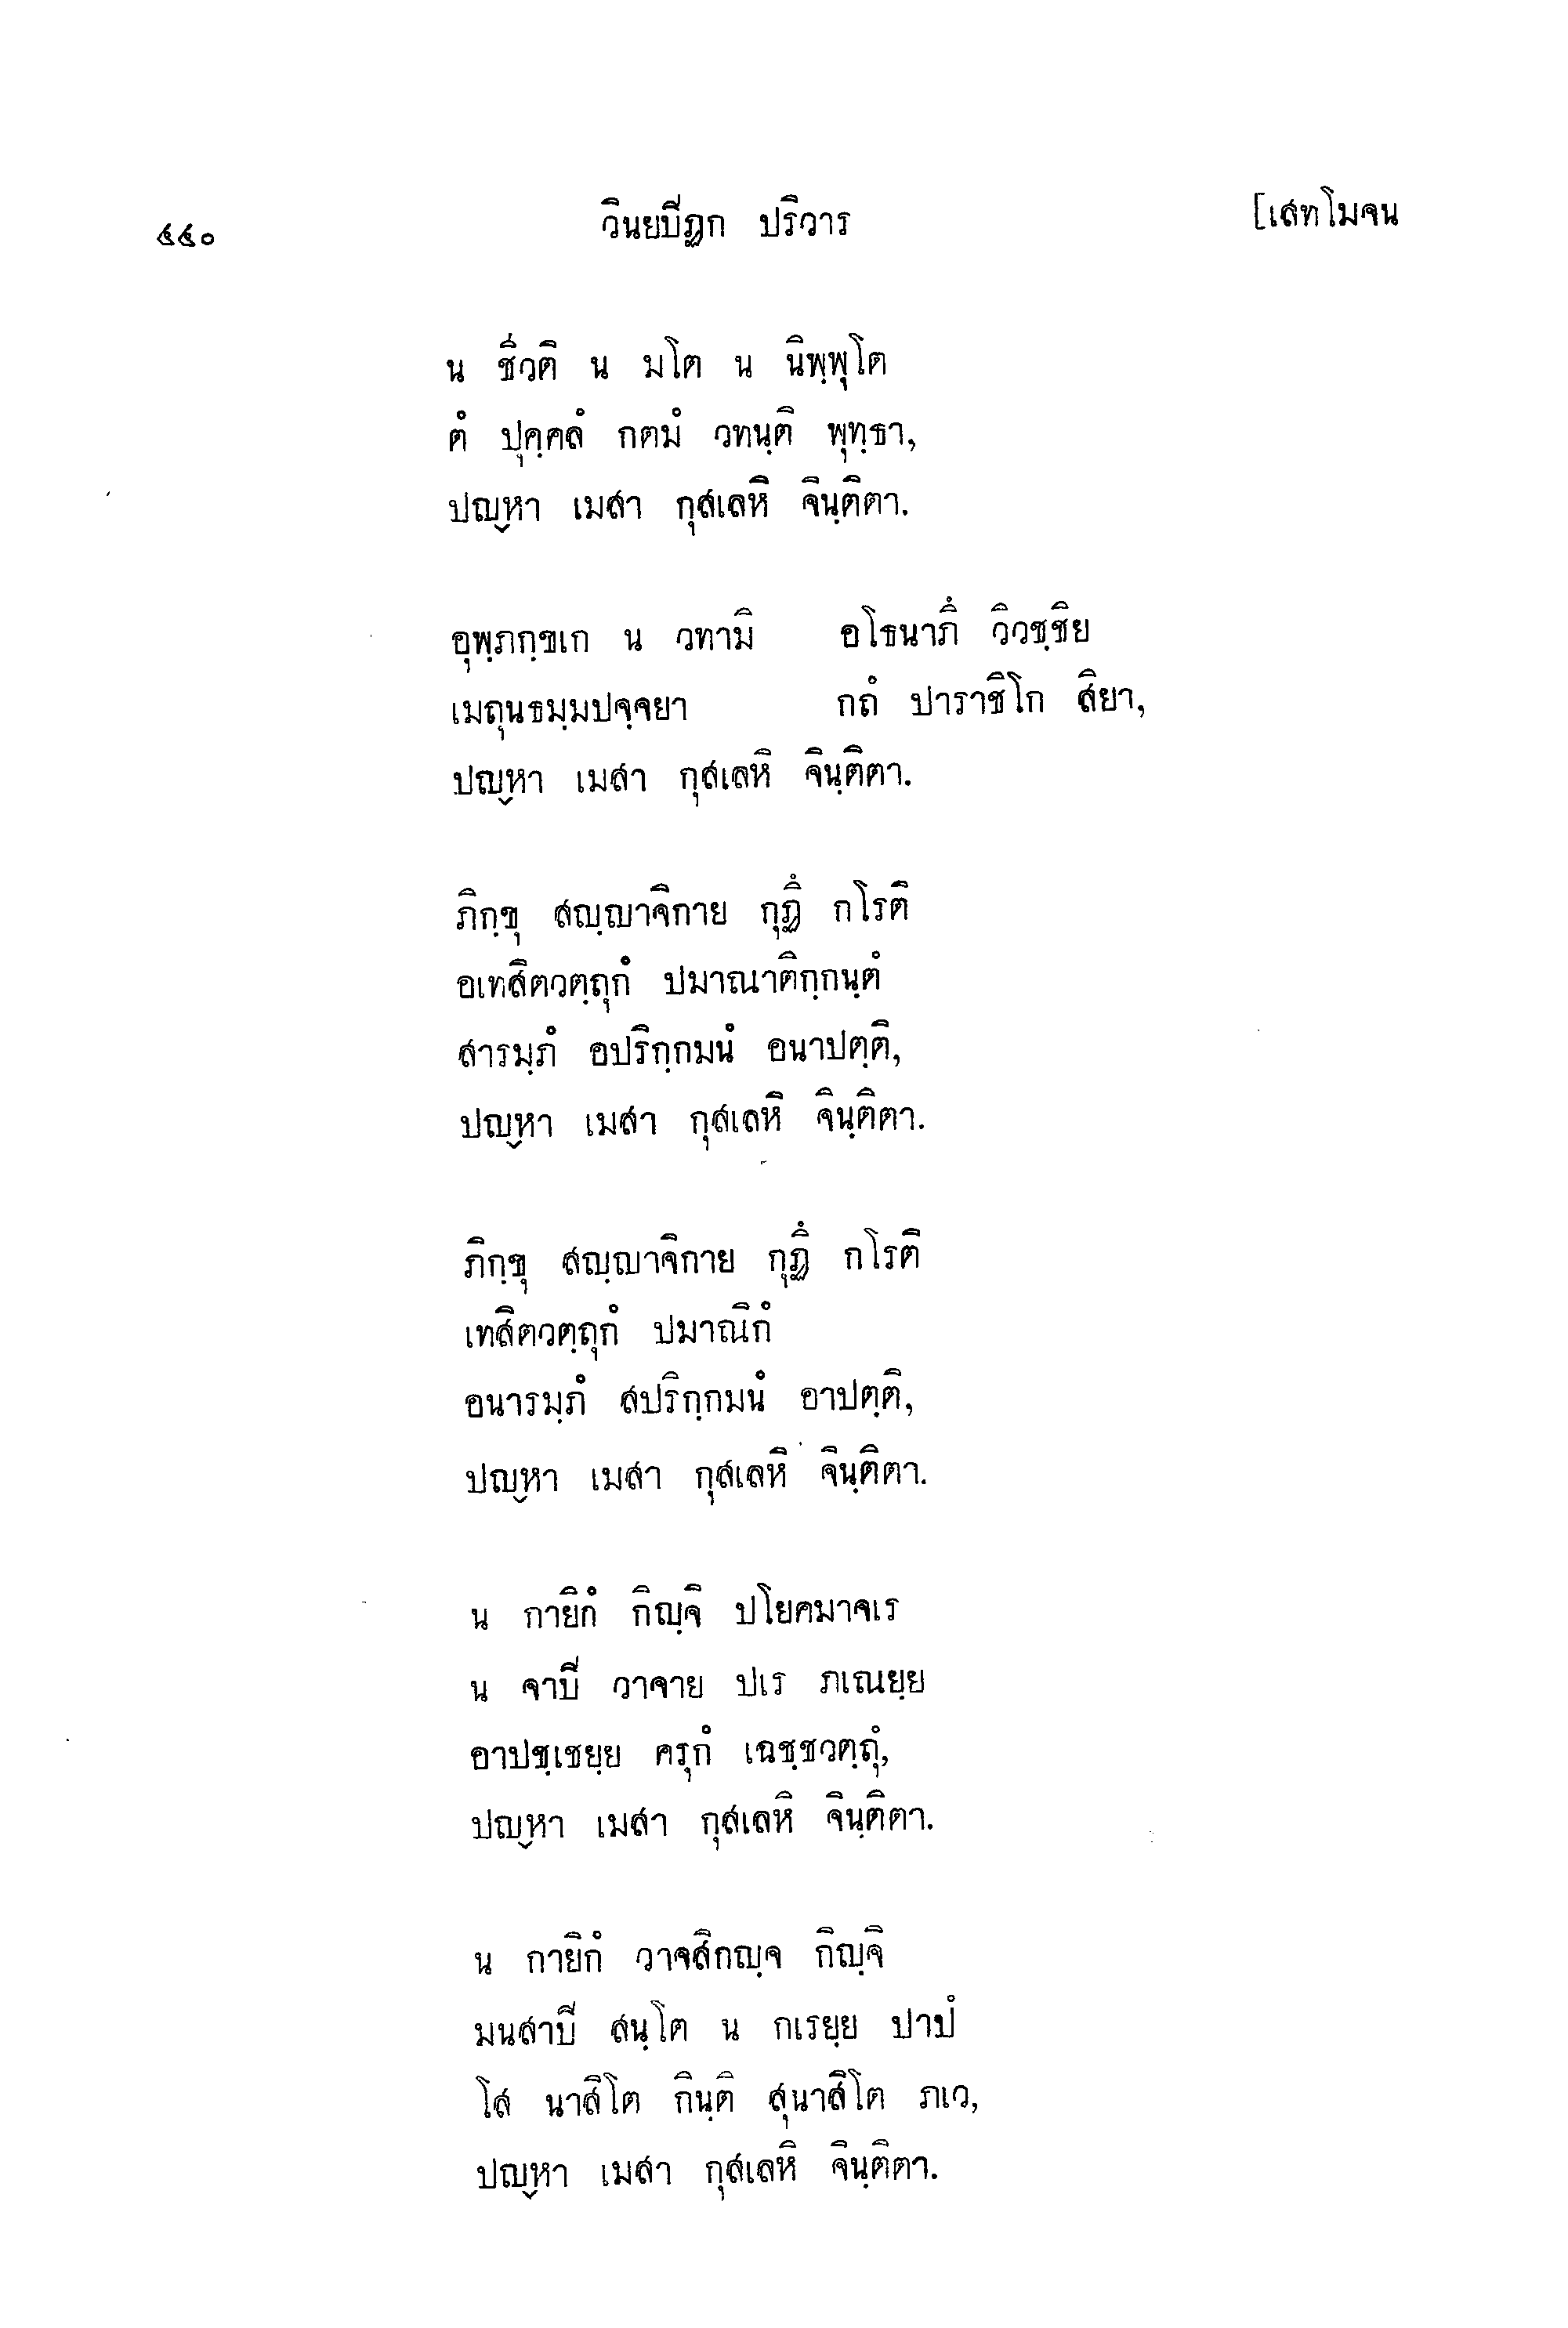 ๕๕๐ วินยปีฏก ปริวาร [เสทโมจน
น ชีวติ น มโต น นิพฺพุโต
ตํ ปุคฺคลํ กตมํ วทนฺติ พุทฺธา,
ปญฺหา เมสา กุสเลหิ จินฺติตา.
อุพฺภกฺขเก น วทามิ อโธนาภึ วิวชฺชิย
เมถุนธมฺมปจฺจยา กถํ ปาราชิโก สิยา,
ปญฺหา เมสา กุสเลหิ จินฺติตา.
ภิกฺขุ สญฺญาจิกาย กุฏึ กโรติ
อเทสิตวตฺถุกํ ปมาณาติกฺกนฺตํ
สารมฺภํ อปริกฺกมนํ อนาปตฺติ,
ปญฺหา เมสา กุสเลหิ จินฺติตา.
ภิกฺขุ สญฺญาจิกาย กุฏึ กโรติ
เทสิตวตฺถุกํ ปมาณิกํ
อนารมฺภํ สปริกฺกมนํ อาปตฺติ,
ปญฺหา เมสา กุสเลหิ จินฺติตา.
น กายิกํ กิญฺจิ ปโยคมาจเร
น จาปี วาจาย ปเร ภเณยฺย
อาปชฺเชยฺย ครุกํ เฉชฺชวตฺถุํ,
ปญฺหา เมสา กุสเลหิ จินฺติตา.
น กายิกํ วาจสิกญฺจ กิญฺจิ
มนสาปี สนฺโต น กเรยฺย ปาปํ
โส นาสิโต กินฺติ สุนาสิโต ภเว,
ปญฺหา เมสา กุสเลหิ จินฺติตา.